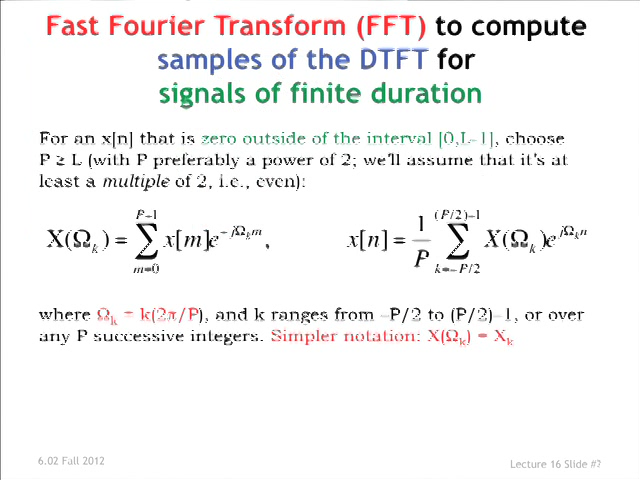 Fast Fourier Transform (FFT) to compute
samples of the DTFT for
signals of finite duration
For an x[n] that is zero outside of the interval [0,L–1], choose
P ≥ L (with P preferably a power of 2; we'll assume that it's at
least a multiple of 2, i.e., even):
X(Ω_k) = ∑_{m=0}^{P−1} x[m]e^{−jΩ_k m} , x[n] = 1/P ∑_{k=−P/2}^{(P/2)−1} X(Ω_k)e^{jΩ_k n}
where Ω_k = k(2π/P), and k ranges from –P/2 to (P/2)–1, or over
any P successive integers. Simpler notation: X(Ω_k) = X_k
6.02 Fall 2012
Lecture 16 Slide #?